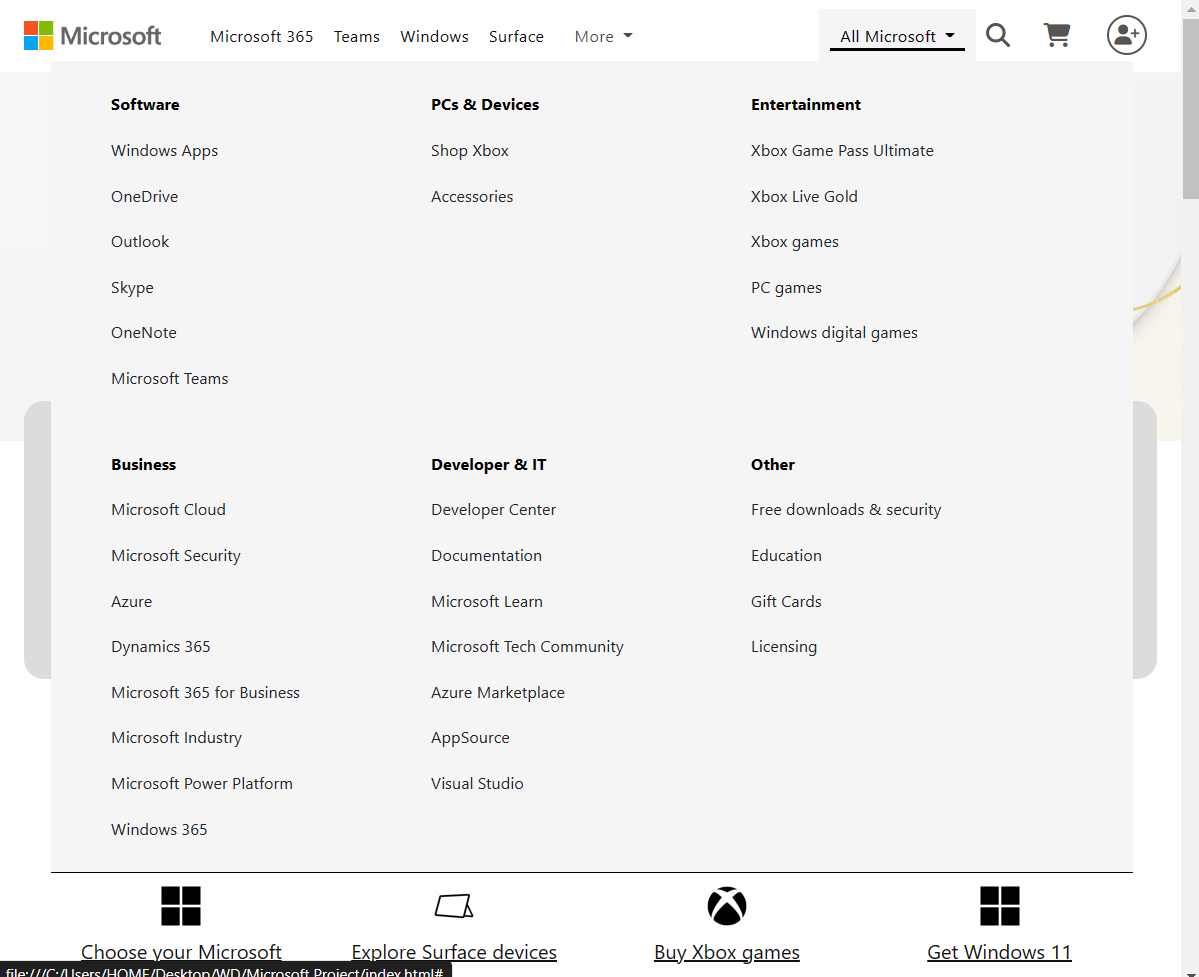 Microsoft Microsoft 365 Teams Windows Surface More All Microsoft
Software
Windows Apps
OneDrive
Outlook
Skype
OneNote
Microsoft Teams
PCs & Devices
Shop Xbox
Accessories
Entertainment
Xbox Game Pass Ultimate
Xbox Live Gold
Xbox games
PC games
Windows digital games
Business
Microsoft Cloud
Microsoft Security
Azure
Dynamics 365
Microsoft 365 for Business
Microsoft Industry
Microsoft Power Platform
Windows 365
Developer & IT
Developer Center
Documentation
Microsoft Learn
Microsoft Tech Community
Azure Marketplace
AppSource
Visual Studio
Other
Free downloads & security
Education
Gift Cards
Licensing
Choose your Microsoft Explore Surface devices Buy Xbox games Get Windows 11
file:///C:/Users/HOME/Desktop/WD/Microsoft Project/index.html#